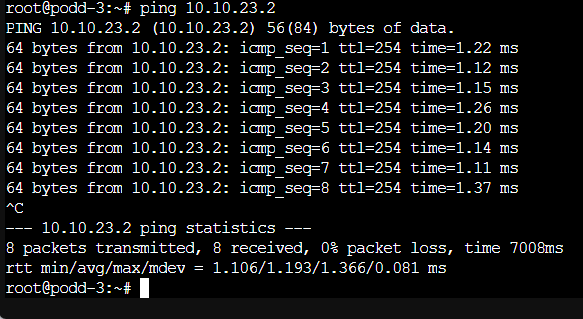 root@podd-3:~# ping 10.10.23.2
PING 10.10.23.2 (10.10.23.2) 56(84) bytes of data.
64 bytes from 10.10.23.2: icmp_seq=1 ttl=254 time=1.22 ms
64 bytes from 10.10.23.2: icmp_seq=2 ttl=254 time=1.12 ms
64 bytes from 10.10.23.2: icmp_seq=3 ttl=254 time=1.15 ms
64 bytes from 10.10.23.2: icmp_seq=4 ttl=254 time=1.26 ms
64 bytes from 10.10.23.2: icmp_seq=5 ttl=254 time=1.20 ms
64 bytes from 10.10.23.2: icmp_seq=6 ttl=254 time=1.14 ms
64 bytes from 10.10.23.2: icmp_seq=7 ttl=254 time=1.11 ms
64 bytes from 10.10.23.2: icmp_seq=8 ttl=254 time=1.37 ms
^C
--- 10.10.23.2 ping statistics ---
8 packets transmitted, 8 received, 0% packet loss, time 7008ms
rtt min/avg/max/mdev = 1.106/1.193/1.366/0.081 ms
root@podd-3:~#